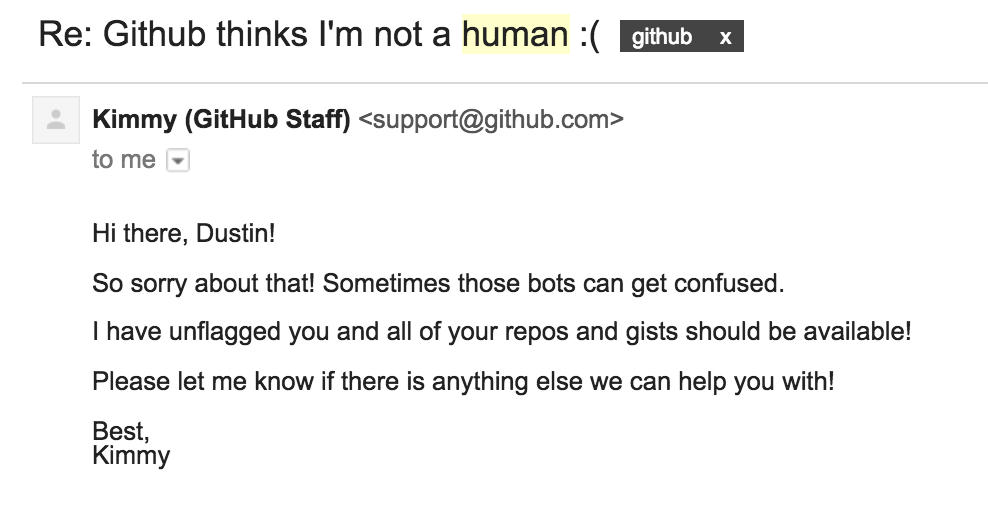 Re: Github thinks I'm not a human :( github x
Kimmy (GitHub Staff) <support@github.com>
to me
Hi there, Dustin!
So sorry about that! Sometimes those bots can get confused.
I have unflagged you and all of your repos and gists should be available!
Please let me know if there is anything else we can help you with!
Best,
Kimmy